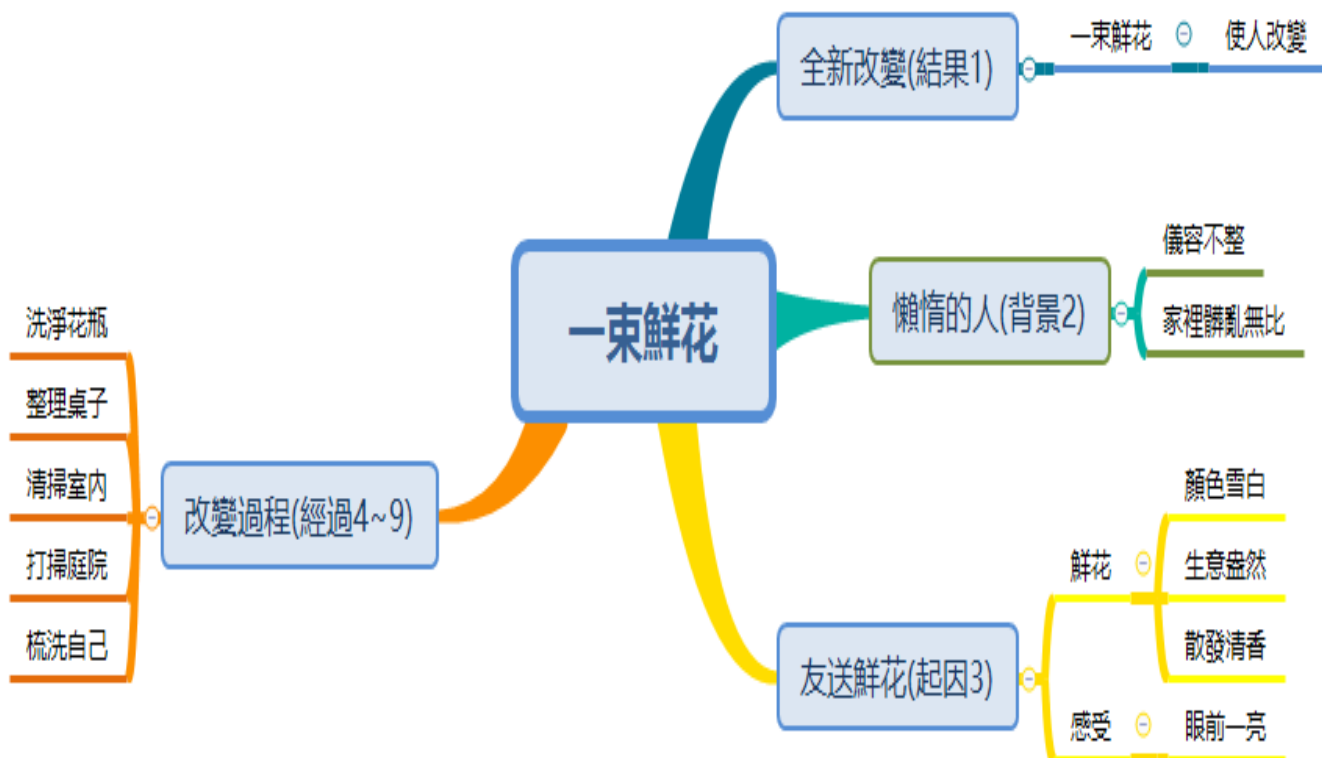 一束鮮花
全新改變(結果1)
一束鮮花
使人改變
懶惰的人(背景2)
儀容不整
家裡髒亂無比
友送鮮花(起因3)
鮮花
顏色雪白
生意盎然
散發清香
感受
眼前一亮
改變過程(經過4~9)
洗淨花瓶
整理桌子
清掃室內
打掃庭院
梳洗自己